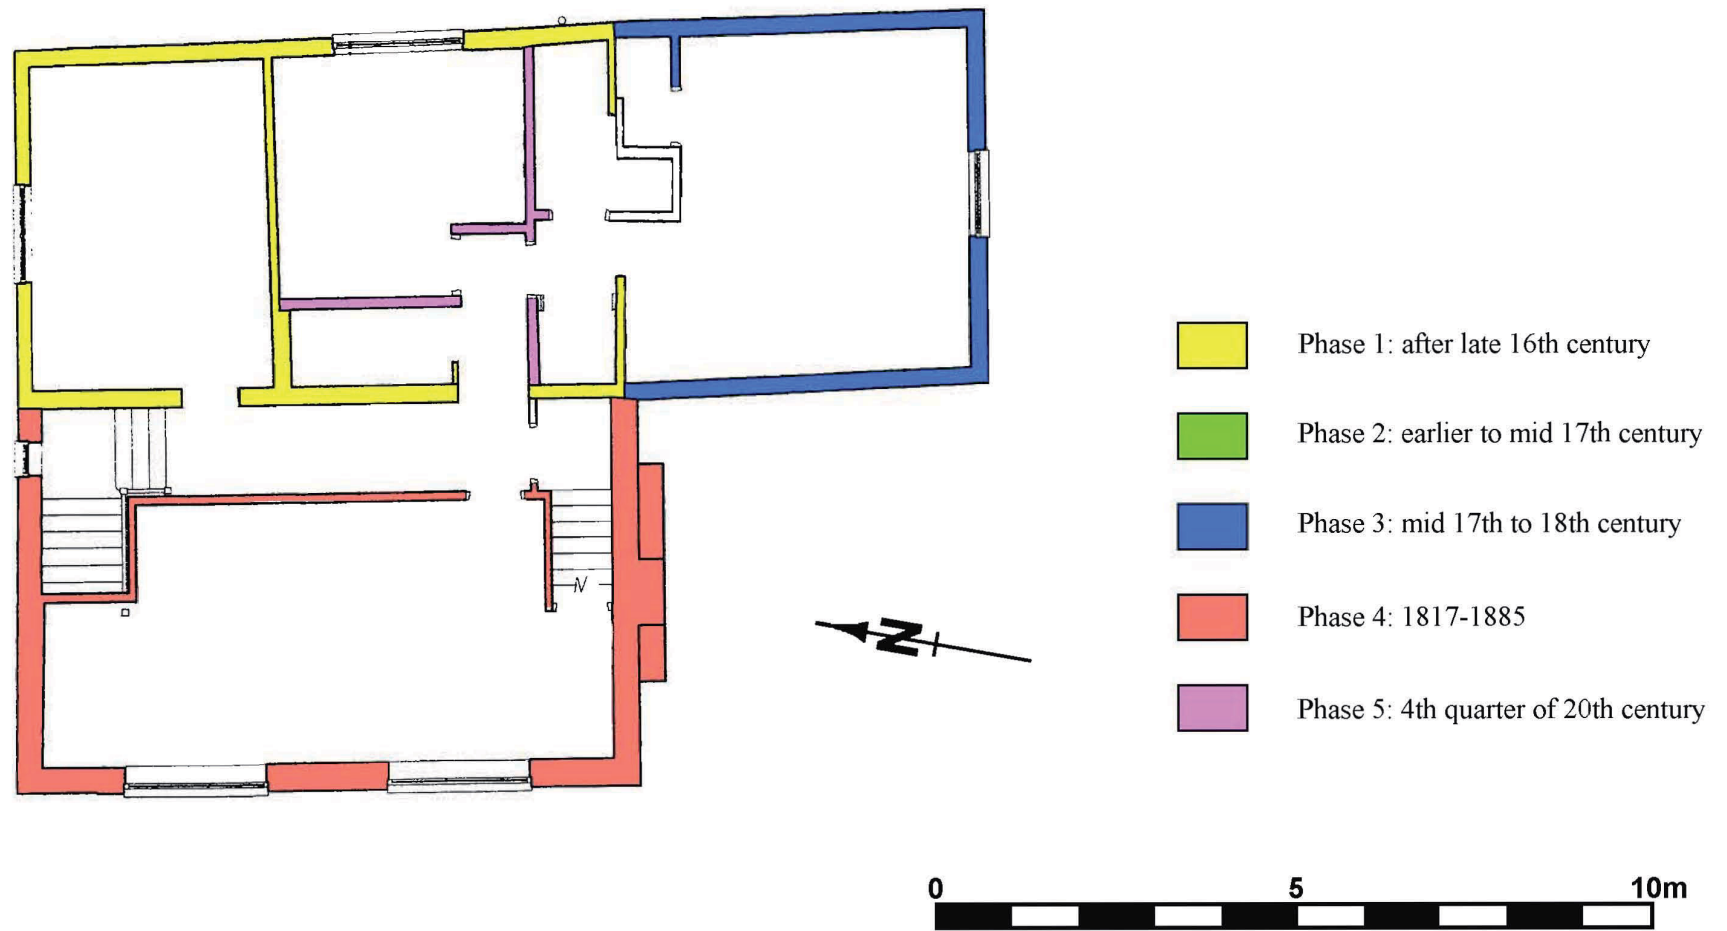 Phase 1: after late 16th century
Phase 2: earlier to mid 17th century
Phase 3: mid 17th to 18th century
N
Phase 4: 1817-1885
N
Phase 5: 4th quarter of 20th century
0 5 10m